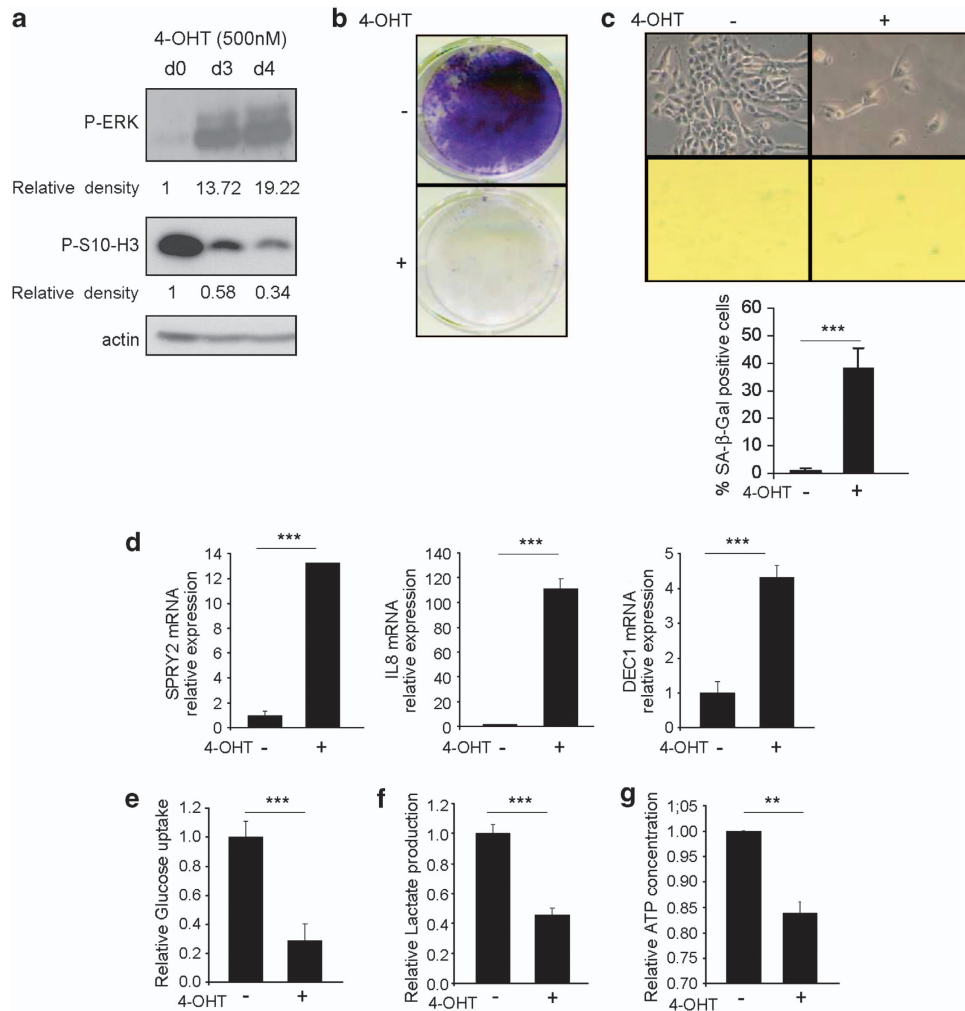 a
4-OHT (500nM)
d0 d3 d4
P-ERK
Relative density 1 13.72 19.22
P-S10-H3
Relative density 1 0.58 0.34
actin
b 4-OHT
-
+
c 4-OHT - +
% SA-β-Gal positive cells
60
50
40
30
20
10
0
***
4-OHT - +
d
SPRY2 mRNA
relative expression
14
12
10
8
6
4
2
0
***
4-OHT - +
IL8 mRNA
relative expression
140
120
100
80
60
40
20
0
***
4-OHT - +
DEC1 mRNA
relative expression
5
4
3
2
1
0
***
4-OHT - +
e
Relative Glucose uptake
1.2
1.0
0.8
0.6
0.4
0.2
0.0
***
4-OHT - +
f
Relative Lactate production
1.2
1.0
0.8
0.6
0.4
0.2
0
***
4-OHT - +
g
Relative ATP concentration
1;05
1.00
0.95
0.90
0.85
0.80
0.75
0.70
**
4-OHT - +